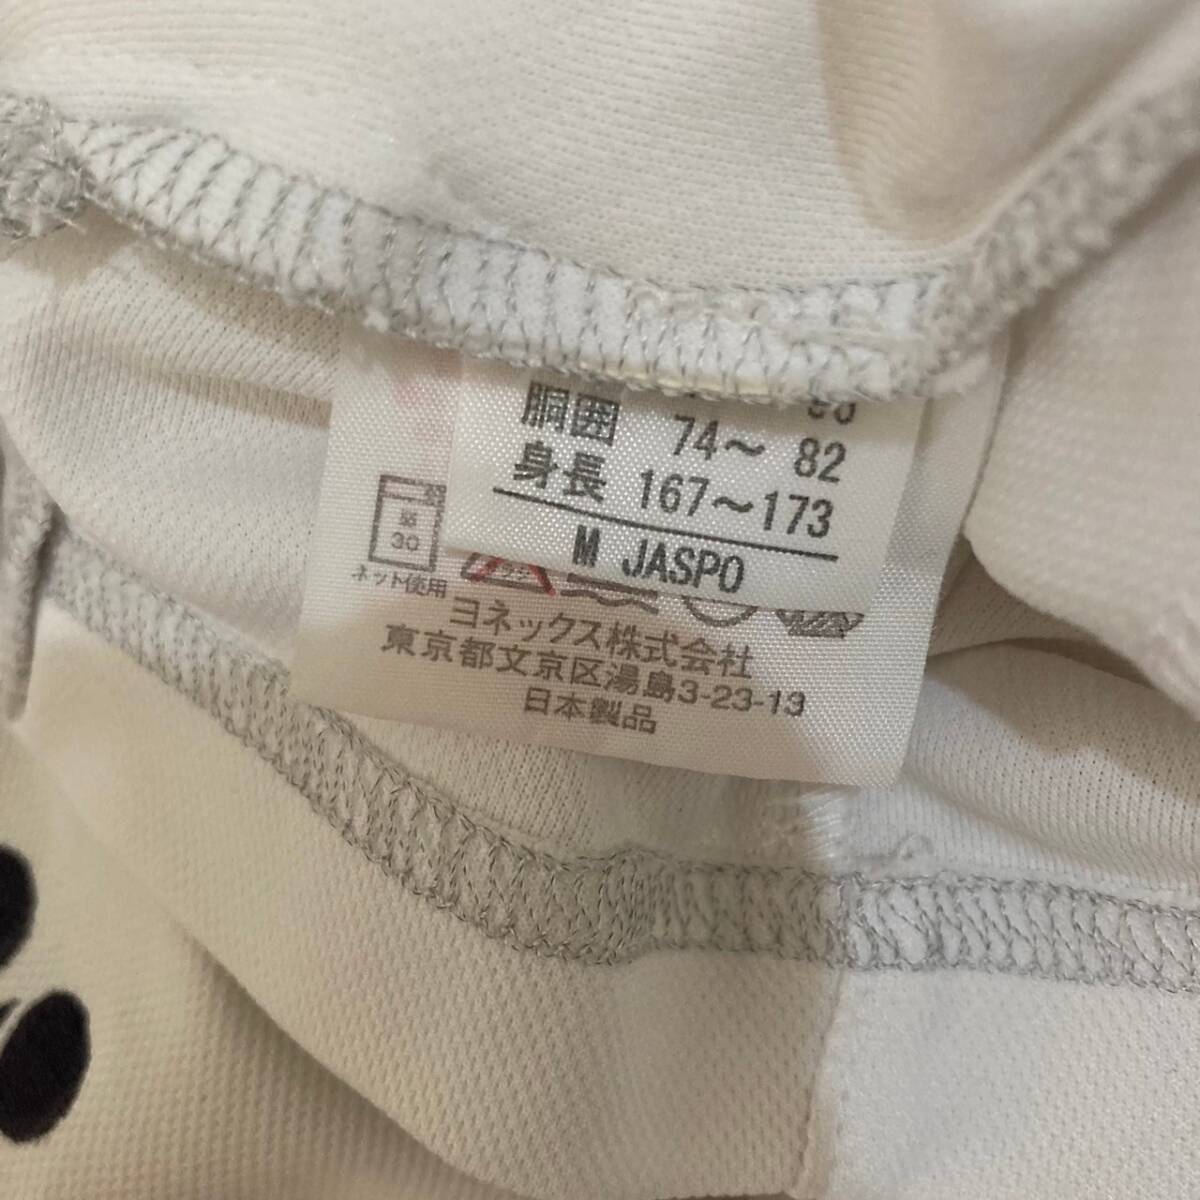 胴囲 74～ 82
身長 167～173
M JASPO
30
ネット使用
ヨネックス株式会社
東京都文京区湯島3-23-13
日本製品